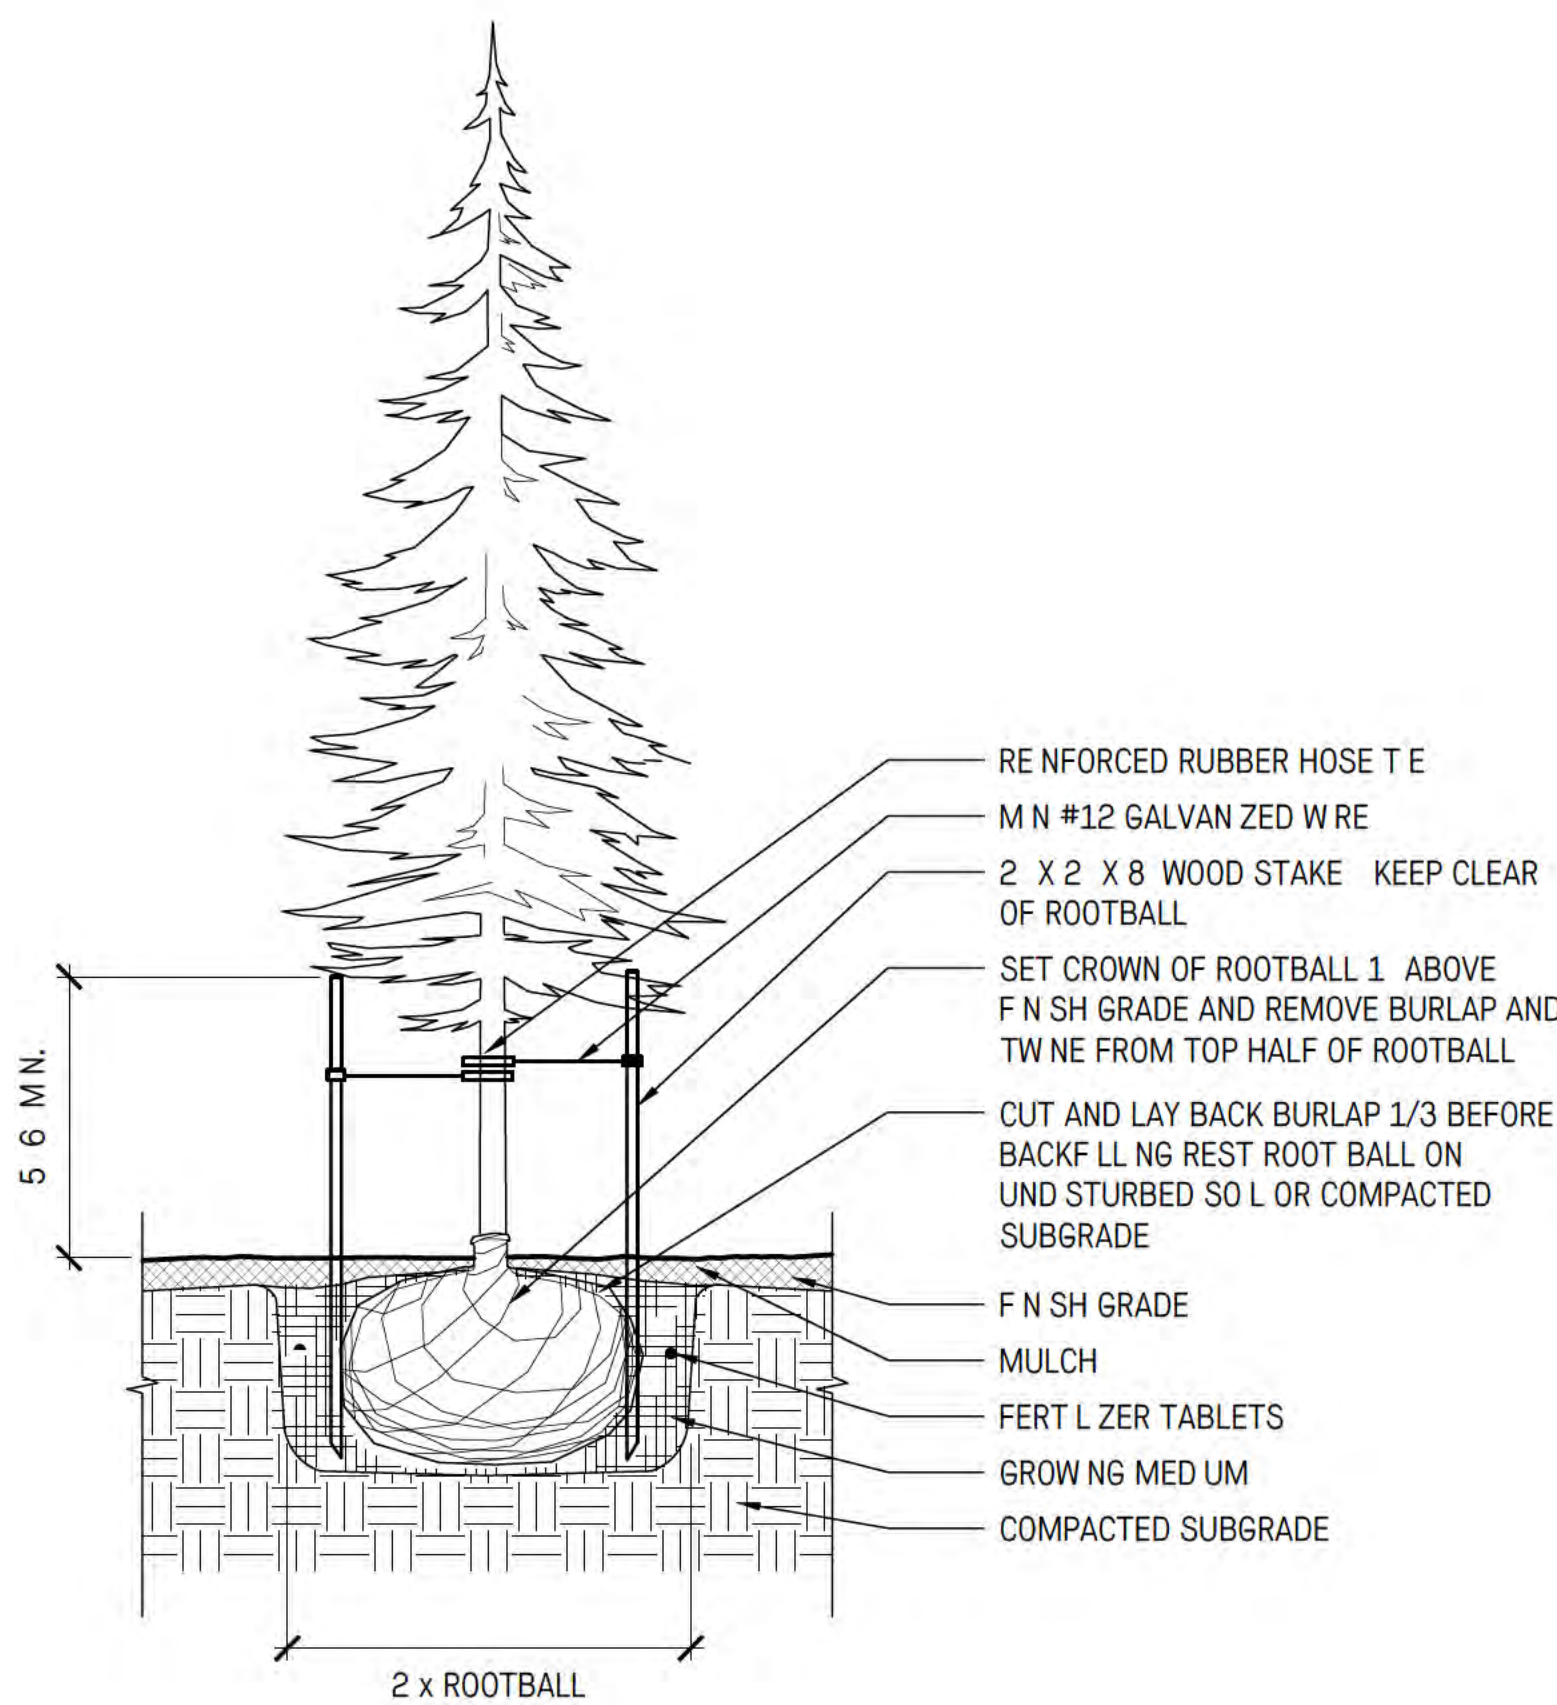 RE NFORCED RUBBER HOSE T E
M N #12 GALVAN ZED W RE
2 X 2 X 8 WOOD STAKE KEEP CLEAR
OF ROOTBALL
SET CROWN OF ROOTBALL 1 ABOVE
F N SH GRADE AND REMOVE BURLAP AND
TW NE FROM TOP HALF OF ROOTBALL
CUT AND LAY BACK BURLAP 1/3 BEFORE
BACKF LL NG REST ROOT BALL ON
UND STURBED SO L OR COMPACTED
SUBGRADE
F N SH GRADE
MULCH
FERT L ZER TABLETS
GROW NG MED UM
COMPACTED SUBGRADE
5 6 M N.
2 x ROOTBALL